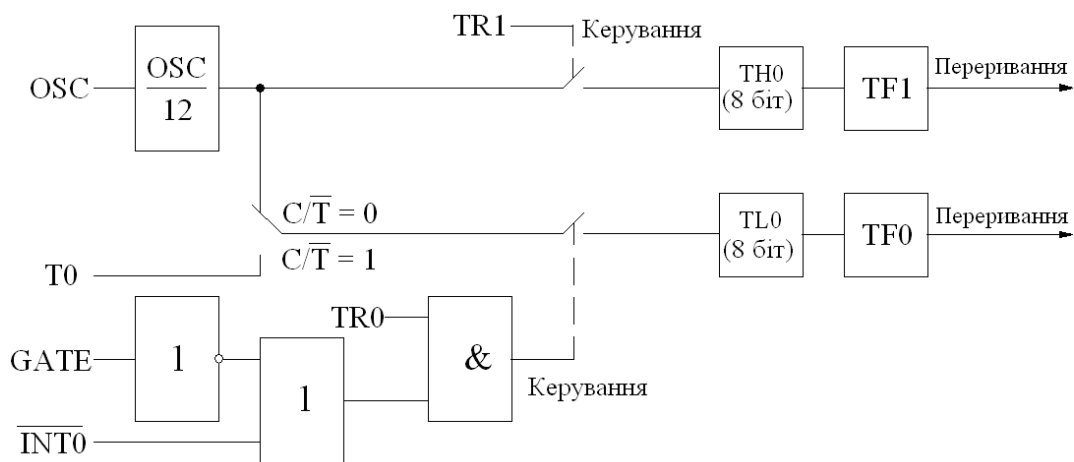 TR1
Керування
OSC
OSC
12
TH0
(8 біт)
TF1
Переривання
C/T̅ = 0
C/T̅ = 1
T0
TL0
(8 біт)
TF0
Переривання
TR0
GATE
1
1
&
Керування
I̅N̅T̅0̅